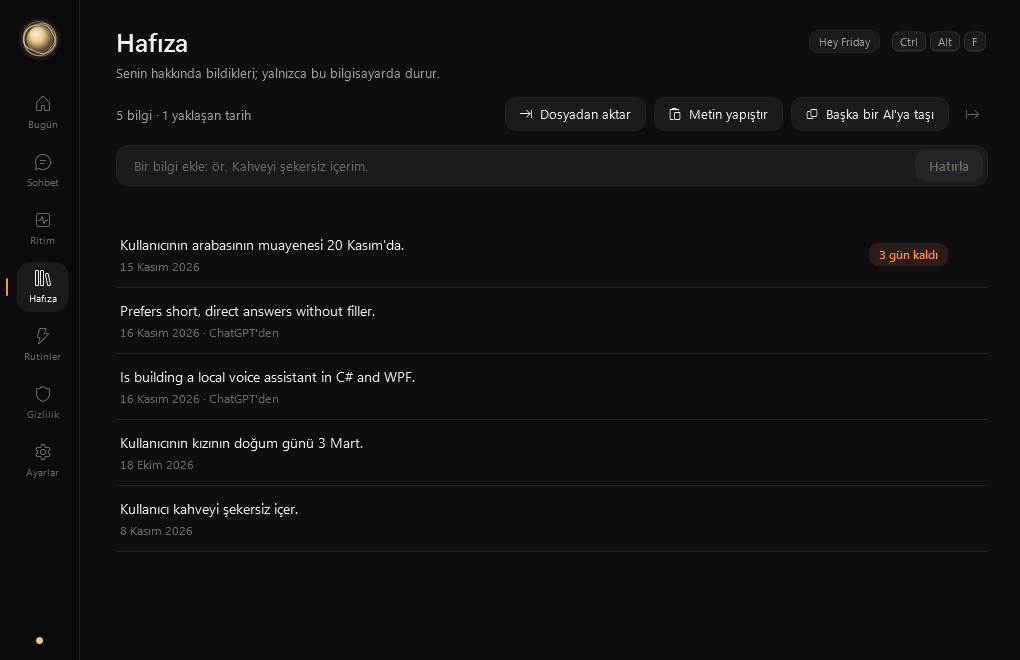 Hafıza
Hey Friday
Ctrl
Alt
F
Senin hakkında bildikleri; yalnızca bu bilgisayarda durur.
5 bilgi · 1 yaklaşan tarih
Dosyadan aktar
Metin yapıştır
Başka bir AI'ya taşı
Bir bilgi ekle: ör. Kahveyi şekersiz içerim.
Hatırla
Kullanıcının arabasının muayenesi 20 Kasım'da.
15 Kasım 2026
3 gün kaldı
Prefers short, direct answers without filler.
16 Kasım 2026 · ChatGPT'den
Is building a local voice assistant in C# and WPF.
16 Kasım 2026 · ChatGPT'den
Kullanıcının kızının doğum günü 3 Mart.
18 Ekim 2026
Kullanıcı kahveyi şekersiz içer.
8 Kasım 2026
Bugün
Sohbet
Ritim
Hafıza
Rutinler
Gizlilik
Ayarlar